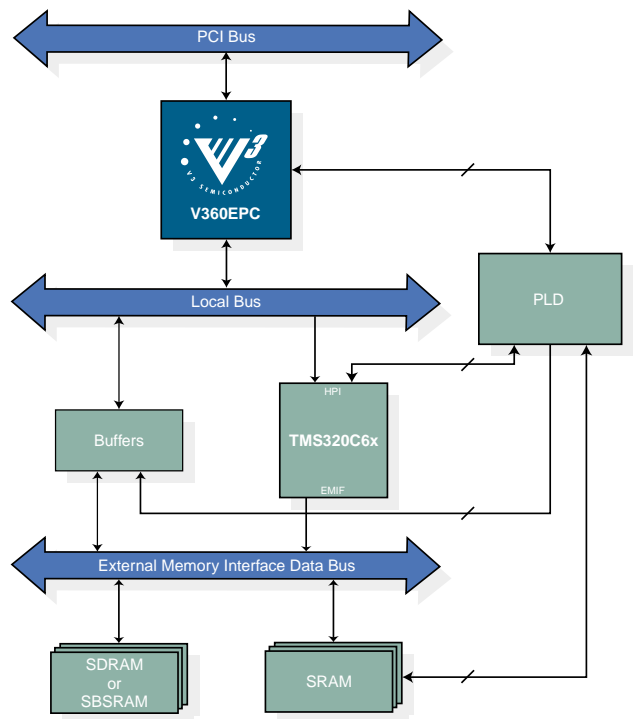 PCI Bus
V3
V3 SEMICONDUCTOR
V360EPC
Local Bus
PLD
HPI
TMS320C6x
EMIF
Buffers
External Memory Interface Data Bus
SDRAM
or
SBSRAM
SRAM